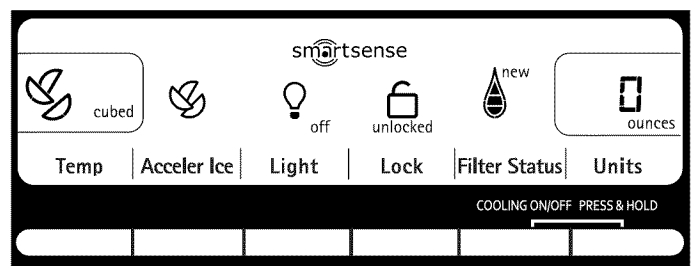 smartsense
cubed
off
unlocked
new
0
ounces
Temp Acceler Ice Light Lock Filter Status Units
COOLING ON/OFF PRESS & HOLD